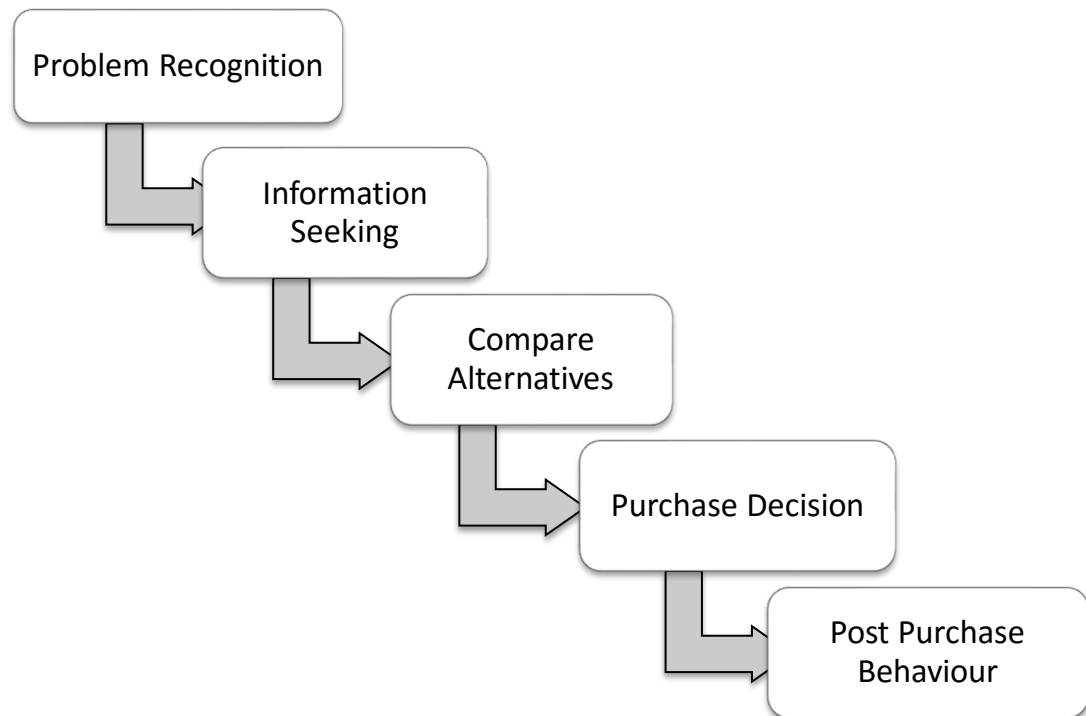 Problem Recognition
Information
Seeking
Compare
Alternatives
Purchase Decision
Post Purchase
Behaviour